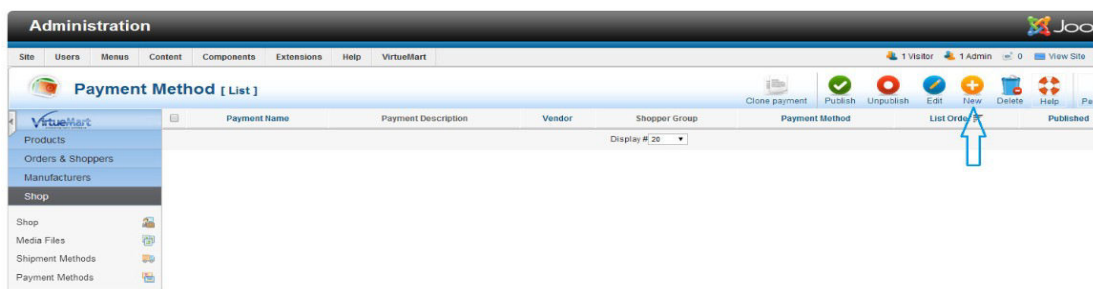 Administration
Joo
Site Users Menus Content Components Extensions Help VirtueMart 1 Visitor 1 Admin 0 View Site
Payment Method [ List ]
Clone payment Publish Unpublish Edit New Delete Help Pa
VirtueMart Payment Name Payment Description Vendor Shopper Group Payment Method List Order Published
Products Display # 20
Orders & Shoppers
Manufacturers
Shop
Shop
Media Files
Shipment Methods
Payment Methods